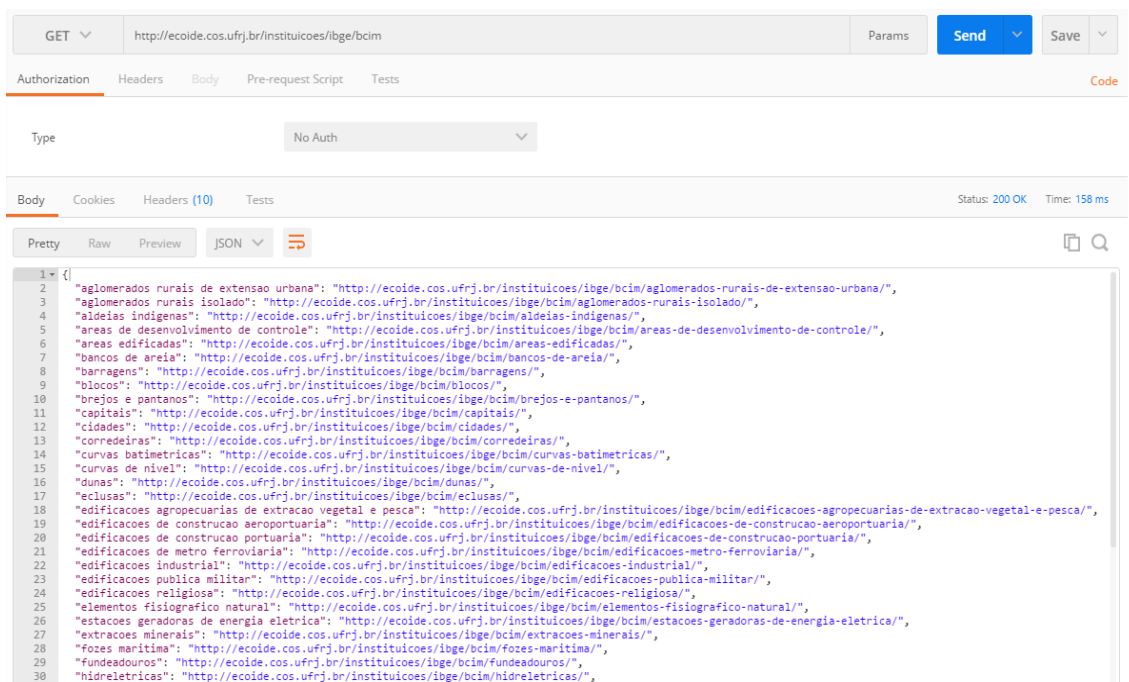 GET http://ecoide.cos.ufrj.br/instituicoes/ibge/bcim Params Send Save
Authorization Headers Body Pre-request Script Tests Code
Type No Auth
Body Cookies Headers (10) Tests Status: 200 OK Time: 158 ms
Pretty Raw Preview JSON
1 {
2 "aglomerados rurais de extensao urbana": "http://ecoide.cos.ufrj.br/instituicoes/ibge/bcim/aglomerados-rurais-de-extensao-urbana/",
3 "aglomerados rurais isolado": "http://ecoide.cos.ufrj.br/instituicoes/ibge/bcim/aglomerados-rurais-isolado/",
4 "aldeias indigenas": "http://ecoide.cos.ufrj.br/instituicoes/ibge/bcim/aldeias-indigenas/",
5 "areas de desenvolvimento de controle": "http://ecoide.cos.ufrj.br/instituicoes/ibge/bcim/areas-de-desenvolvimento-de-controle/",
6 "areas edificadas": "http://ecoide.cos.ufrj.br/instituicoes/ibge/bcim/areas-edificadas/",
7 "bancos de areia": "http://ecoide.cos.ufrj.br/instituicoes/ibge/bcim/bancos-de-areia/",
8 "barragens": "http://ecoide.cos.ufrj.br/instituicoes/ibge/bcim/barragens/",
9 "blocos": "http://ecoide.cos.ufrj.br/instituicoes/ibge/bcim/blocos/",
10 "brejos e pantanos": "http://ecoide.cos.ufrj.br/instituicoes/ibge/bcim/brejos-e-pantanos/",
11 "capitais": "http://ecoide.cos.ufrj.br/instituicoes/ibge/bcim/capitais/",
12 "cidades": "http://ecoide.cos.ufrj.br/instituicoes/ibge/bcim/cidades/",
13 "corredeiras": "http://ecoide.cos.ufrj.br/instituicoes/ibge/bcim/corredeiras/",
14 "curvas batimetricas": "http://ecoide.cos.ufrj.br/instituicoes/ibge/bcim/curvas-batimetricas/",
15 "curvas de nivel": "http://ecoide.cos.ufrj.br/instituicoes/ibge/bcim/curvas-de-nivel/",
16 "dunas": "http://ecoide.cos.ufrj.br/instituicoes/ibge/bcim/dunas/",
17 "eclusas": "http://ecoide.cos.ufrj.br/instituicoes/ibge/bcim/eclusas/",
18 "edificacoes agropecuarias de extracao vegetal e pesca": "http://ecoide.cos.ufrj.br/instituicoes/ibge/bcim/edificacoes-agropecuarias-de-extracao-vegetal-e-pesca/",
19 "edificacoes de construcao aeroportuaria": "http://ecoide.cos.ufrj.br/instituicoes/ibge/bcim/edificacoes-de-construcao-aeroportuaria/",
20 "edificacoes de construcao portuaria": "http://ecoide.cos.ufrj.br/instituicoes/ibge/bcim/edificacoes-de-construcao-portuaria/",
21 "edificacoes de metro ferroviaria": "http://ecoide.cos.ufrj.br/instituicoes/ibge/bcim/edificacoes-metro-ferroviaria/",
22 "edificacoes industrial": "http://ecoide.cos.ufrj.br/instituicoes/ibge/bcim/edificacoes-industrial/",
23 "edificacoes publica militar": "http://ecoide.cos.ufrj.br/instituicoes/ibge/bcim/edificacoes-publica-militar/",
24 "edificacoes religiosa": "http://ecoide.cos.ufrj.br/instituicoes/ibge/bcim/edificacoes-religiosa/",
25 "elementos fisiografico natural": "http://ecoide.cos.ufrj.br/instituicoes/ibge/bcim/elementos-fisiografico-natural/",
26 "estacoes geradoras de energia eletrica": "http://ecoide.cos.ufrj.br/instituicoes/ibge/bcim/estacoes-geradoras-de-energia-eletrica/",
27 "extracoes minerais": "http://ecoide.cos.ufrj.br/instituicoes/ibge/bcim/extracoes-minerais/",
28 "fozes maritima": "http://ecoide.cos.ufrj.br/instituicoes/ibge/bcim/fozes-maritima/",
29 "fundeadouros": "http://ecoide.cos.ufrj.br/instituicoes/ibge/bcim/fundeadouros/",
30 "hidreletricas": "http://ecoide.cos.ufrj.br/instituicoes/ibge/bcim/hidreletricas/",